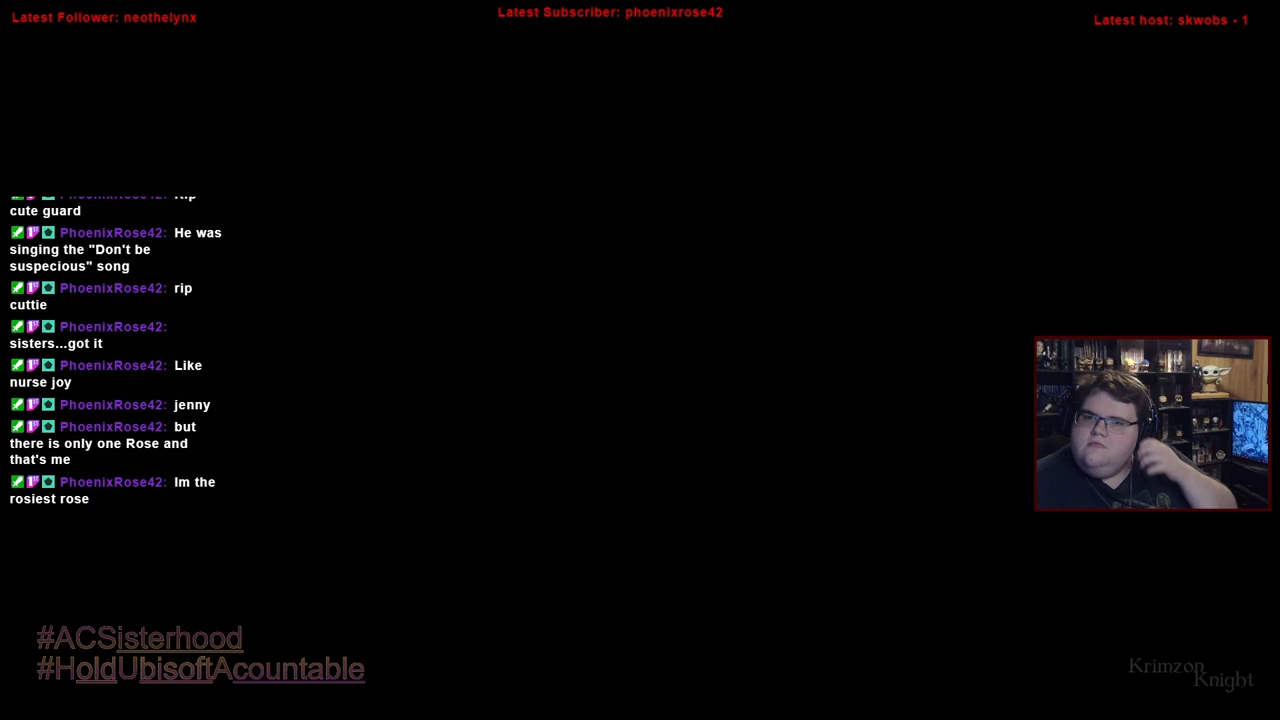 Latest Follower: neothelynx
Latest Subscriber: phoenixrose42
Latest host: skwobs - 1
PhoenixRose42: Rip
cute guard
PhoenixRose42: He was
singing the "Don't be
suspecious" song
PhoenixRose42: rip
cuttie
PhoenixRose42:
sisters...got it
PhoenixRose42: Like
nurse joy
PhoenixRose42: jenny
PhoenixRose42: but
there is only one Rose and
that's me
PhoenixRose42: Im the
rosiest rose
#ACSisterhood
#HoldUbisoftAcountable
Krimzon
Knight